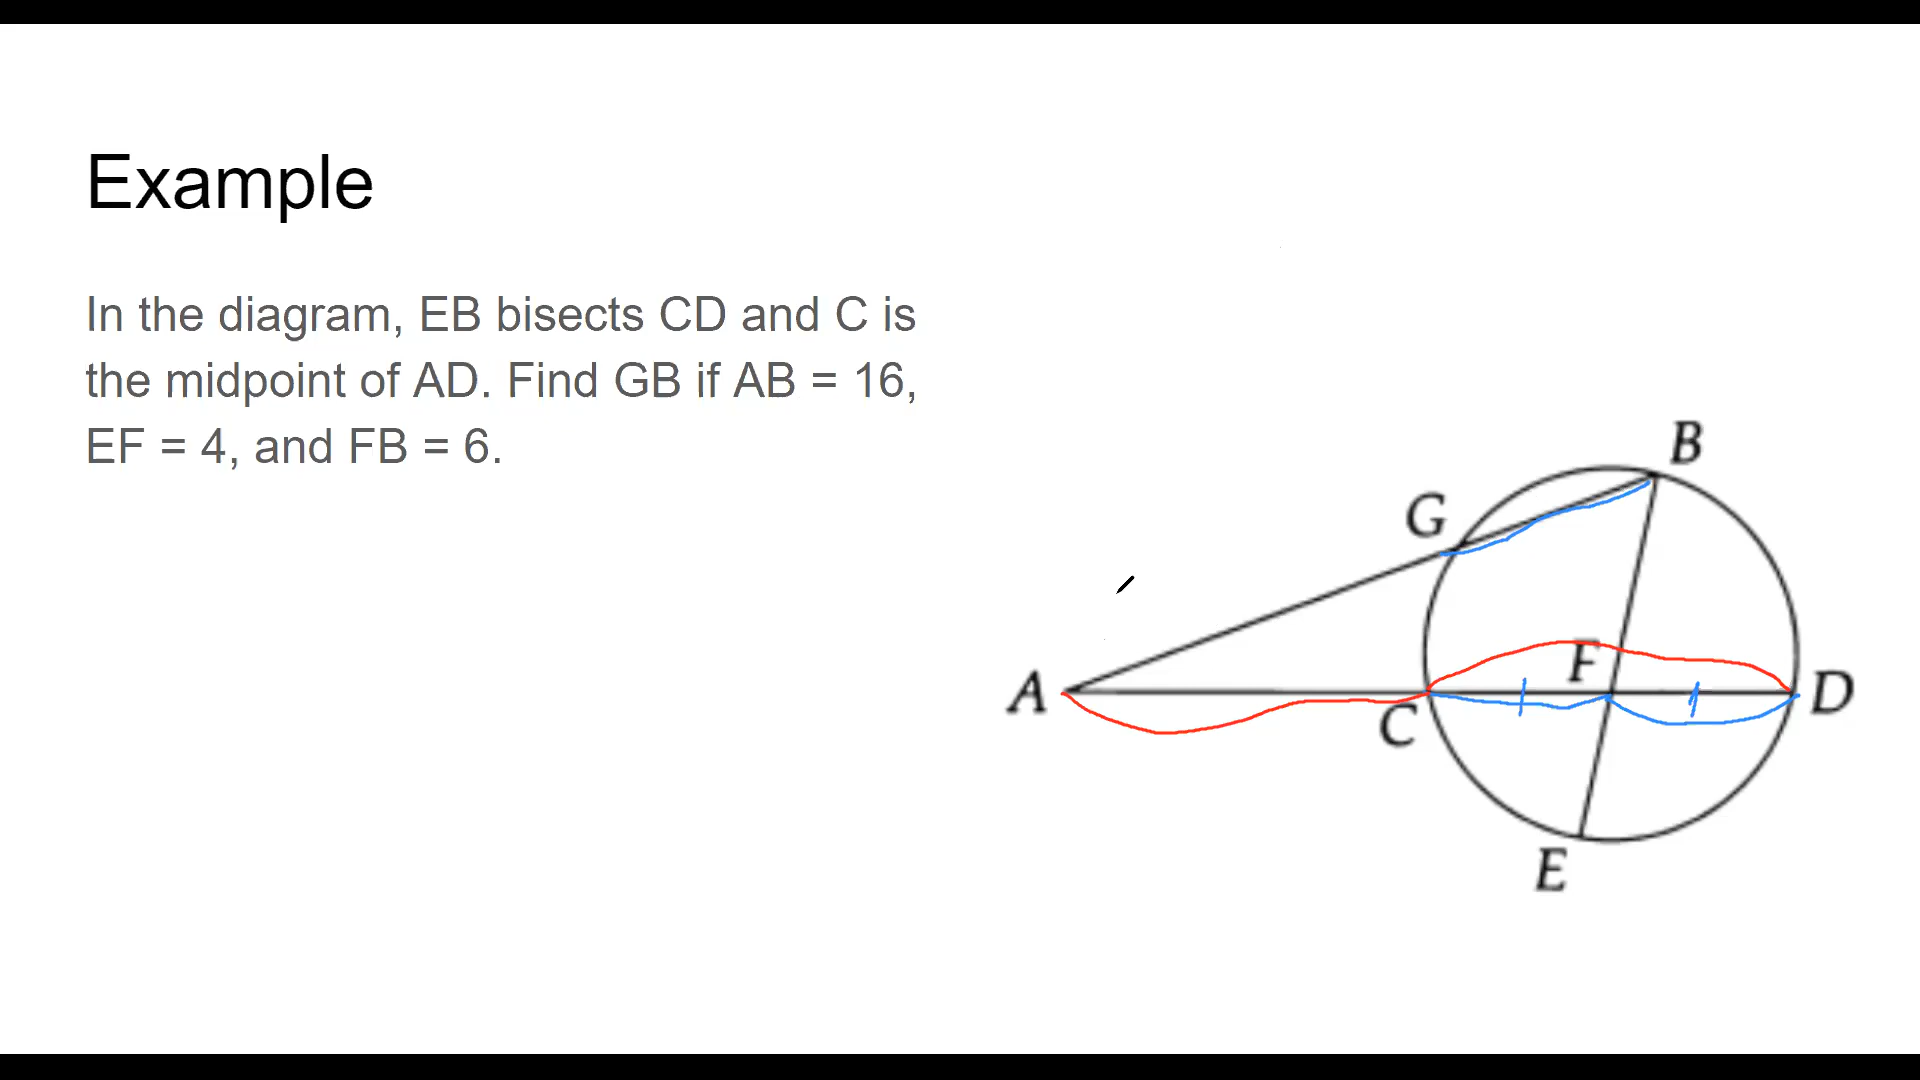 Example
In the diagram, EB bisects CD and C is
the midpoint of AD. Find GB if AB = 16,
EF = 4, and FB = 6.
B
G
F
A
C
D
E